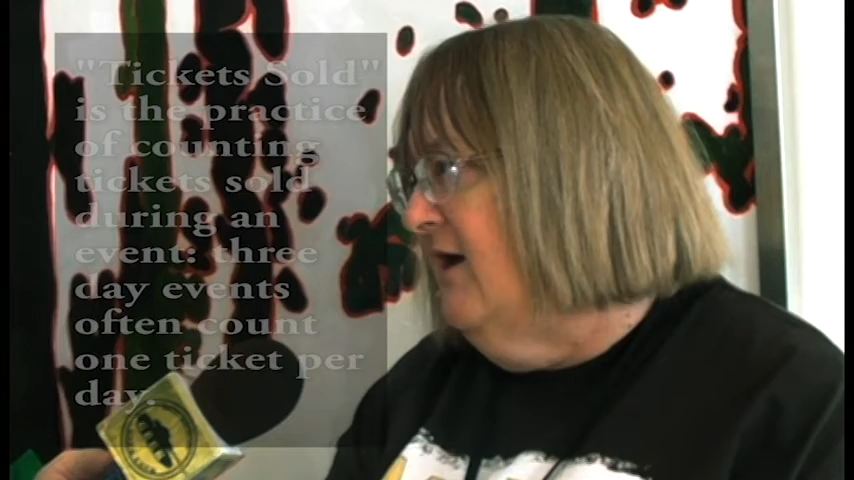 "Tickets Sold"
is the practice
of counting
tickets sold
during an
event: three
day events
often count
one ticket per
day.